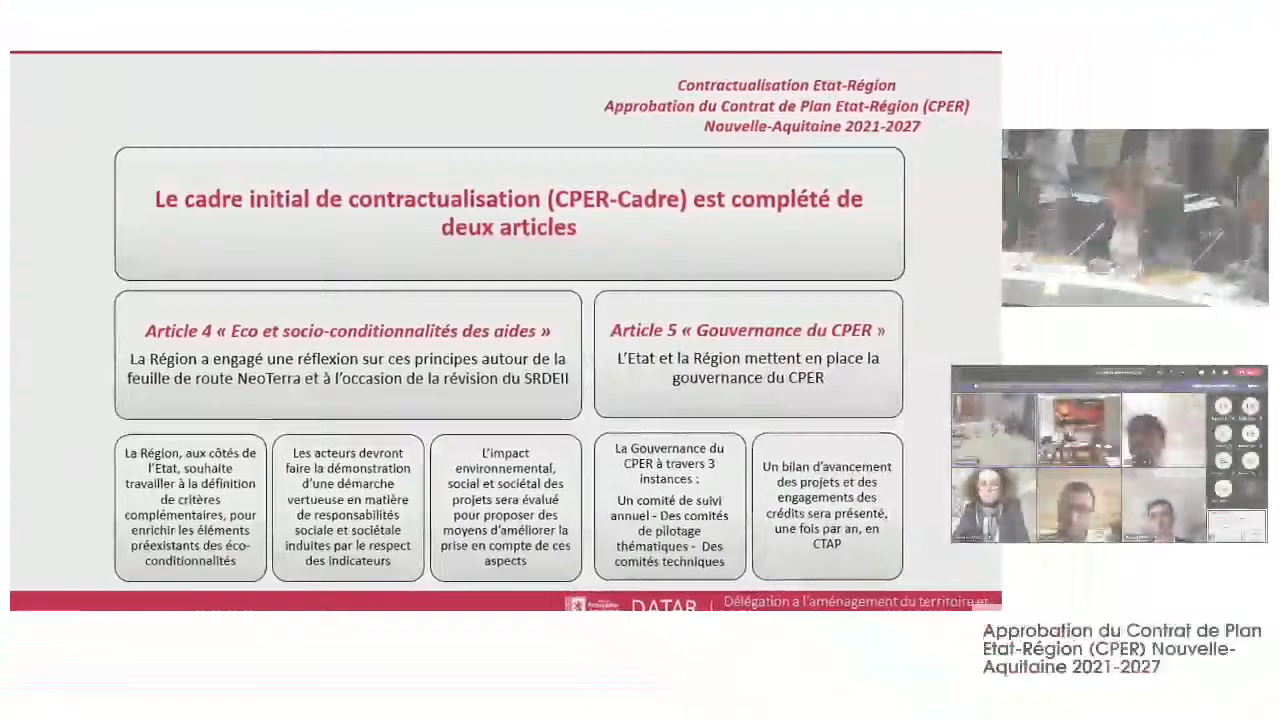 Contractualisation Etat-Région
Approbation du Contrat de Plan Etat-Région (CPER)
Nouvelle-Aquitaine 2021-2027
Le cadre initial de contractualisation (CPER-Cadre) est complété de
deux articles
Article 4 « Eco et socio-conditionnalités des aides »
La Région a engagé une réflexion sur ces principes autour de la
feuille de route NeoTerra et à l'occasion de la révision du SRDEII
Article 5 « Gouvernance du CPER »
L'Etat et la Région mettent en place la
gouvernance du CPER
La Région, aux côtés de
l'Etat, souhaite
travailler à la définition
de critères
complémentaires, pour
enrichir les éléments
préexistants des éco-
conditionnalités
Les acteurs devront
faire la démonstration
d'une démarche
vertueuse en matière
de responsabilités
sociale et sociétale
induites par le respect
des indicateurs
L'impact
environnemental,
social et sociétal des
projets sera évalué
pour proposer des
moyens d'améliorer la
prise en compte de ces
aspects
La Gouvernance du
CPER à travers 3
instances :
Un comité de suivi
annuel - Des comités
de pilotage
thématiques - Des
comités techniques
Un bilan d'avancement
des projets et des
engagements des
crédits sera présenté,
une fois par an, en
CTAP
DATAR
Délégation a l'aménagement du territoire et
Approbation du Contrat de Plan
Etat-Région (CPER) Nouvelle-
Aquitaine 2021-2027